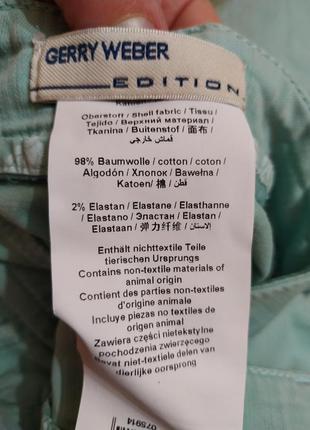 GERRY WEBER
EDITION
Oberstoff / Shell fabric / Tissu /
Tejido / Верхний материал /
Tkanina / Buitenstof / 面布 /
قماش خارجي
98% Baumwolle / cotton / coton /
Algodón / Хлопок / Bawełna /
Katoen/ 棉 / قطن
2% Elastan / Elastane / Elasthanne /
Elastano / Эластан / Elastan /
Elastaan / 弹力纤维 / الاستان
Enthält nichttextile Teile
tierischen Ursprungs
Contains non-textile materials of
animal origin
Contient des parties non-textiles
d'origine animale
Incluye piezas no textiles de
origen animal
Zawiera części nietekstylne
pochodzenia zwierzęcego
Bevat niet-textiele delen van
dierlijke oorsprong
075914